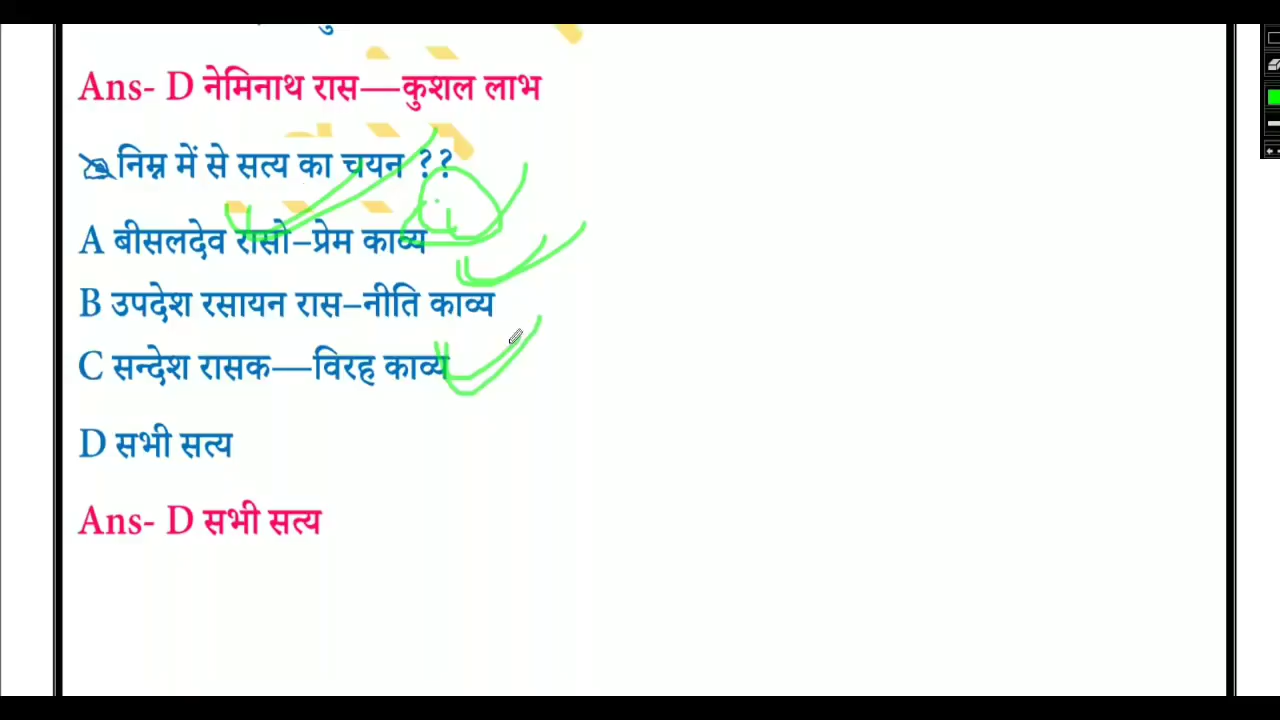 Ans- D नेमिनाथ रास—कुशल लाभ
निम्न में से सत्य का चयन ??
A बीसलदेव रासो–प्रेम काव्य
B उपदेश रसायन रास–नीति काव्य
C सन्देश रासक—विरह काव्य
D सभी सत्य
Ans- D सभी सत्य